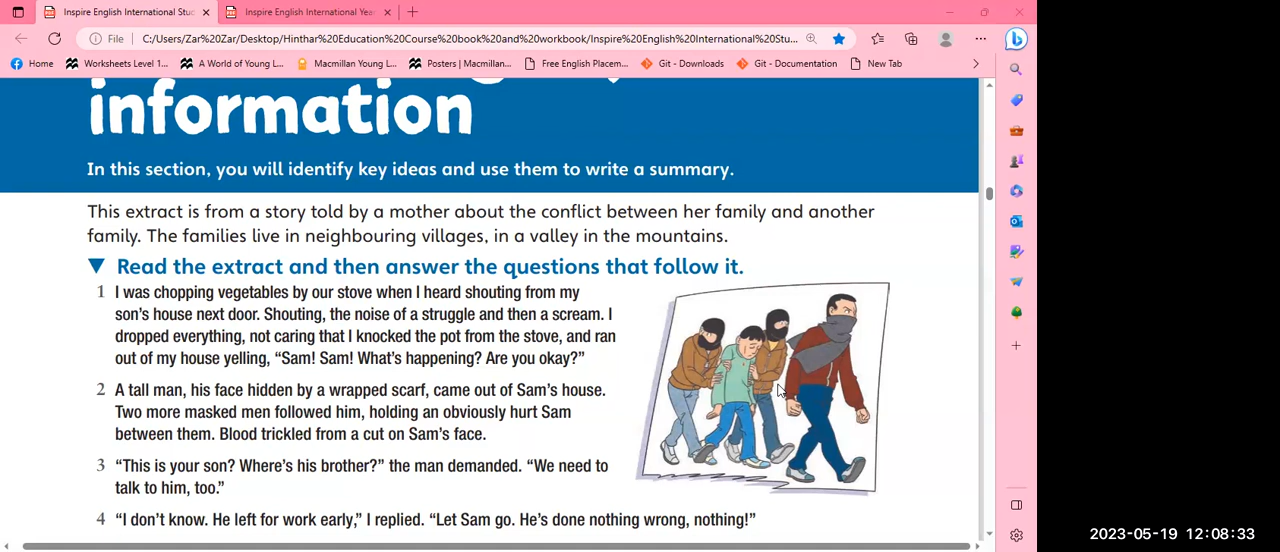 Inspire English International Stud
Inspire English International Yea
File
C:/Users/Zar%20Zar/Desktop/Hinthar%20Education%20Course%20book%20and%20workbook/Inspire%20English%20International%20Stu...
Home
Worksheets Level 1...
A World of Young L...
Macmillan Young L...
Posters | Macmillan...
Free English Placem...
Git - Downloads
Git - Documentation
New Tab
information
In this section, you will identify key ideas and use them to write a summary.
This extract is from a story told by a mother about the conflict between her family and another
family. The families live in neighbouring villages, in a valley in the mountains.
▼ Read the extract and then answer the questions that follow it.
1 I was chopping vegetables by our stove when I heard shouting from my
son’s house next door. Shouting, the noise of a struggle and then a scream. I
dropped everything, not caring that I knocked the pot from the stove, and ran
out of my house yelling, “Sam! Sam! What’s happening? Are you okay?”
2 A tall man, his face hidden by a wrapped scarf, came out of Sam’s house.
Two more masked men followed him, holding an obviously hurt Sam
between them. Blood trickled from a cut on Sam’s face.
3 “This is your son? Where’s his brother?” the man demanded. “We need to
talk to him, too.”
4 “I don’t know. He left for work early,” I replied. “Let Sam go. He’s done nothing wrong, nothing!”
2023-05-19 12:08:33